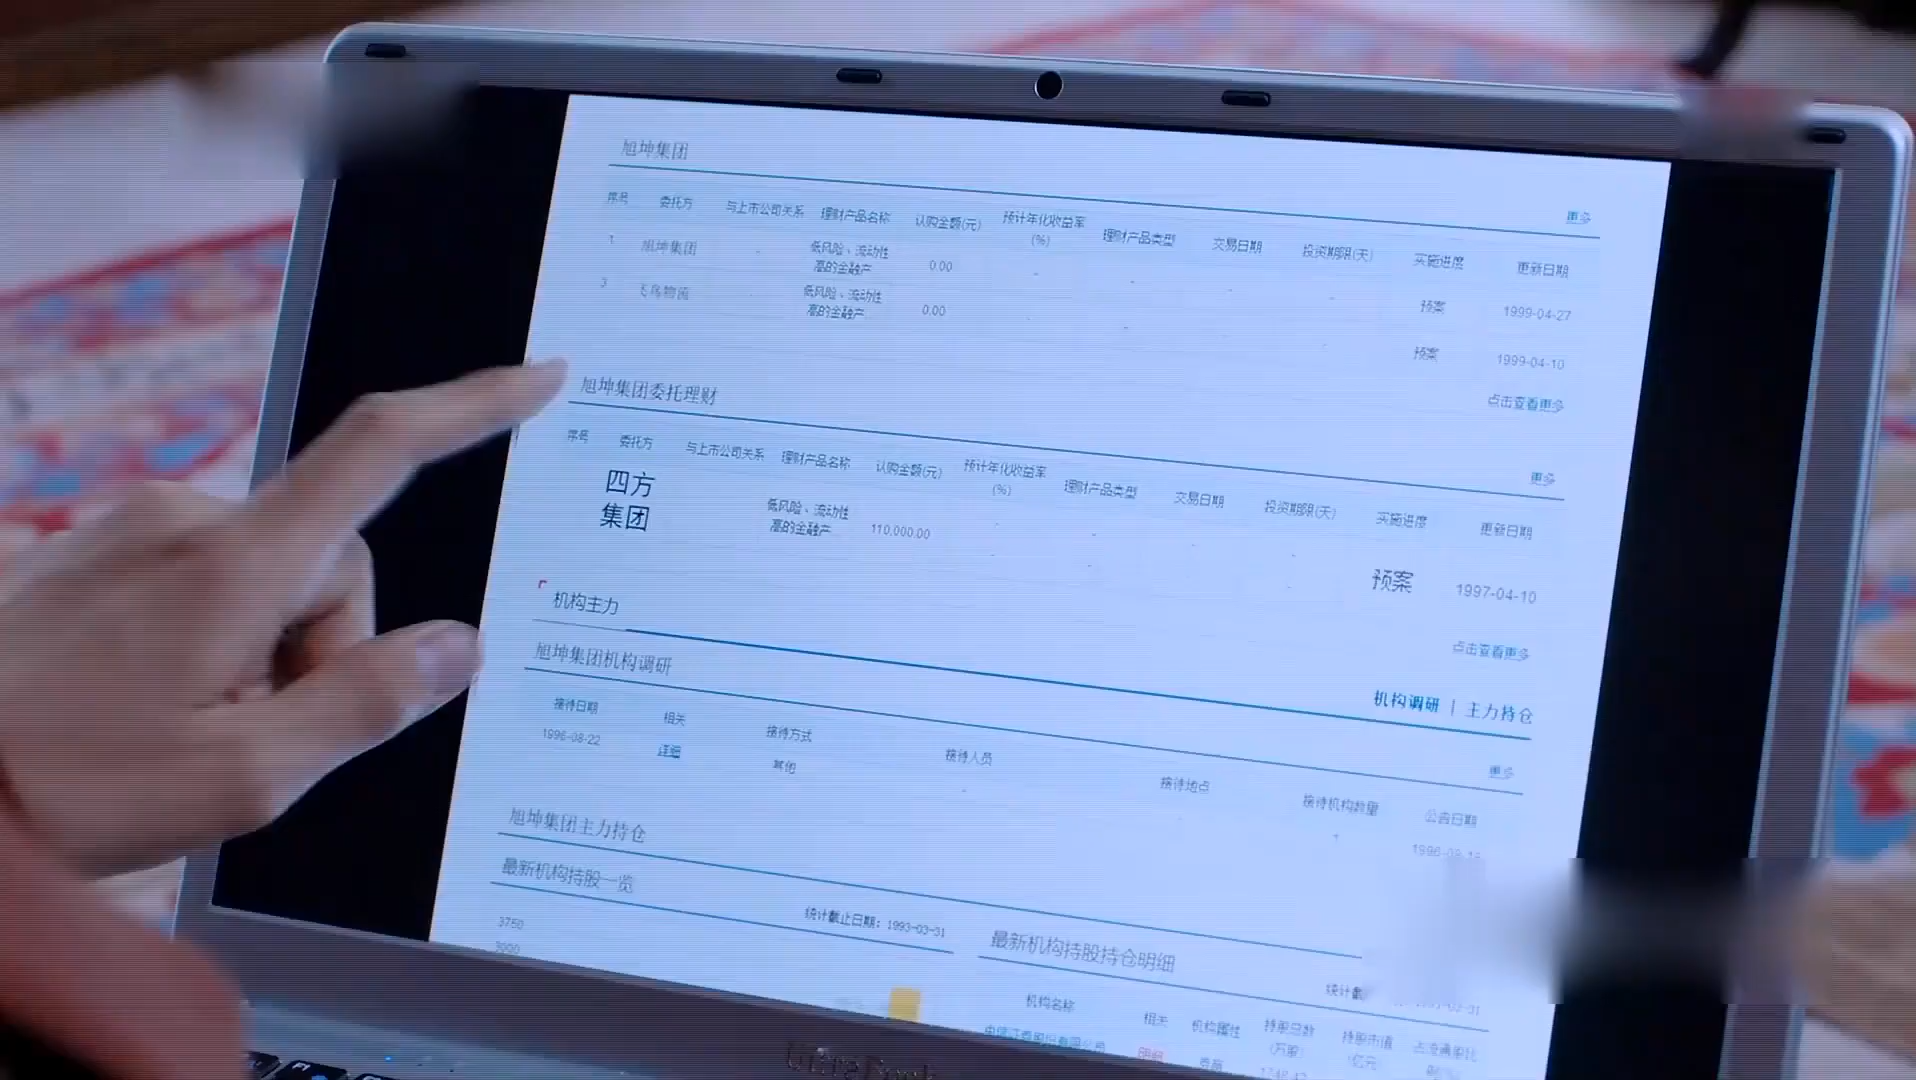 旭坤集团
更多
序号 委托方 与上市公司关系 理财产品名称 认购金额(元) 预计年化收益率(%) 理财产品类型 交易日期 投资期限(天) 实施进度 更新日期
1 旭坤集团 - 低风险、流动性高的金融产... 0.00 - - - - 预案 1999-04-27
3 飞鸟物流 - 低风险、流动性高的金融产... 0.00 - - - - 预案 1999-04-10
点击查看更多
旭坤集团委托理财
更多
序号 委托方 与上市公司关系 理财产品名称 认购金额(元) 预计年化收益率(%) 理财产品类型 交易日期 投资期限(天) 实施进度 更新日期
四方集团 低风险、流动性高的金融产... 110,000.00 - - - - 预案 1997-04-10
点击查看更多
机构主力
机构调研 | 主力持仓
旭坤集团机构调研
更多
接待日期 相关 接待方式 接待人员 接待地点 接待机构数量 公告日期
1996-08-22 详细 其他 - - 1 1996-08-18
旭坤集团主力持仓
最新机构持股一览
统计截止日期：1993-03-31
3750
3000
最新机构持股持仓明细
统计截
机构名称 相关 机构属性 持股总数(万股) 持股市值(亿元) 占流通股比
明细
F1